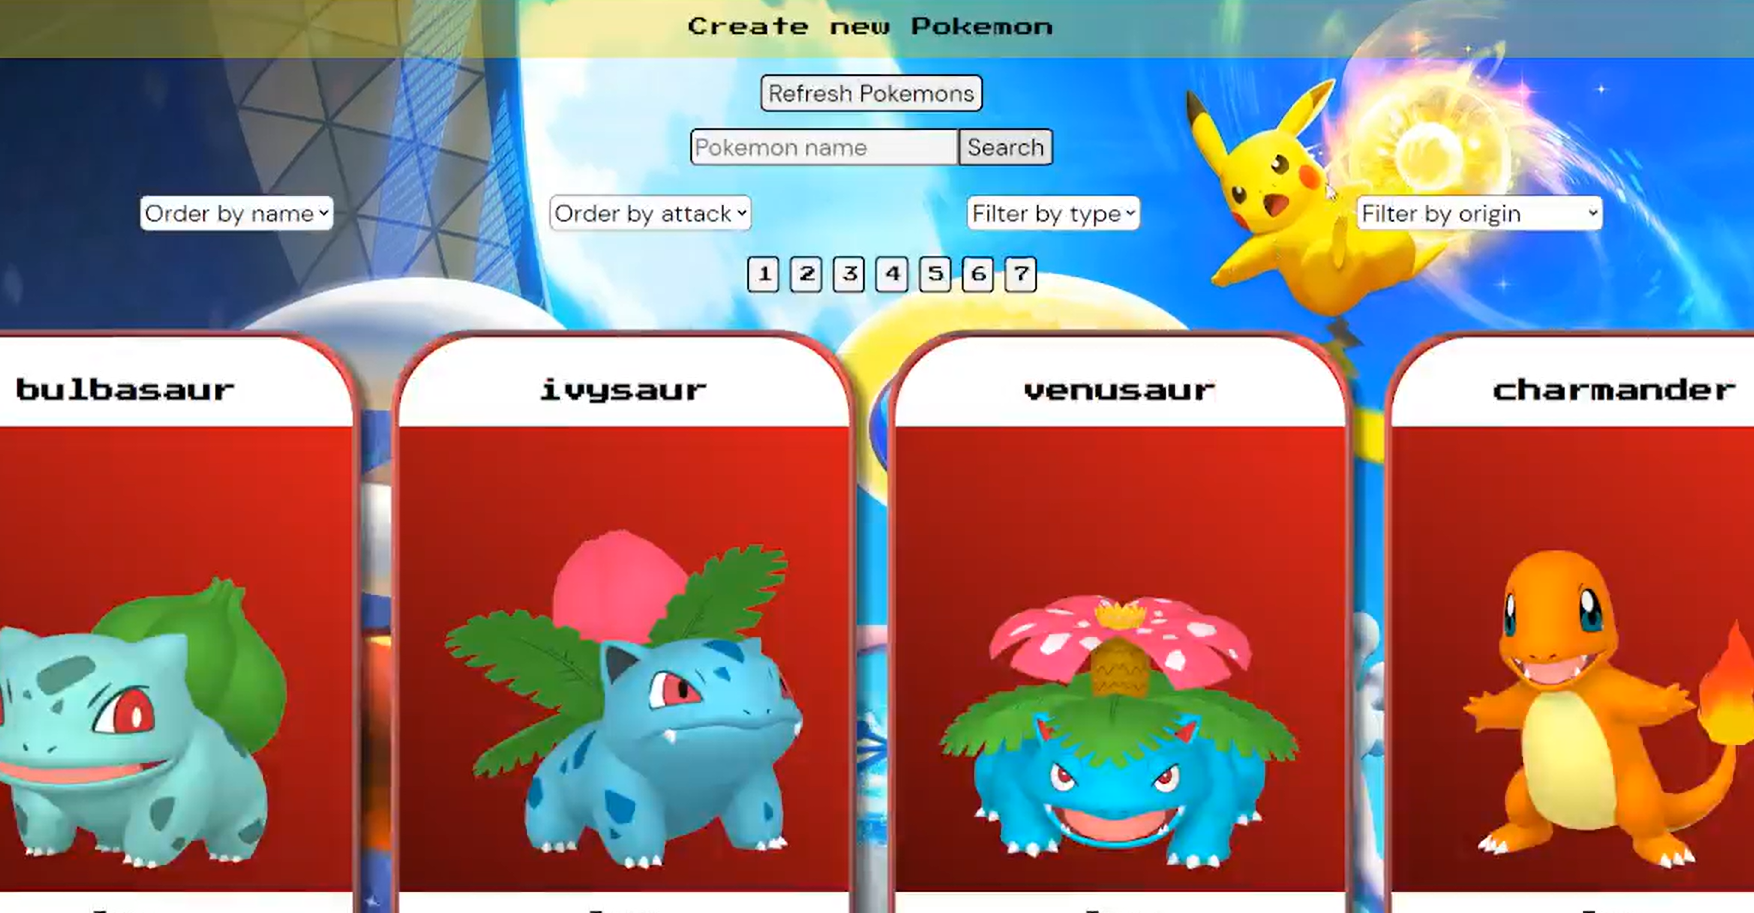 Create new Pokemon
Refresh Pokemons
Pokemon name Search
Order by name Order by attack Filter by type Filter by origin
1 2 3 4 5 6 7
bulbasaur ivysaur venusaur charmander